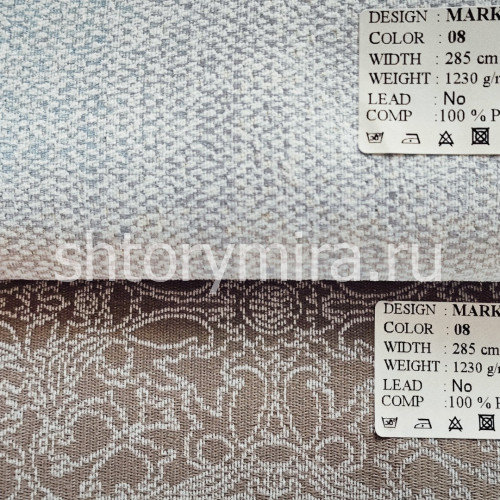 DESIGN : MARK
COLOR : 08
WIDTH : 285 cm
WEIGHT : 1230 g/
LEAD : No
COMP : 100 % P
shtorymira.ru
DESIGN : MARK
COLOR : 08
WIDTH : 285 cm
WEIGHT : 1230 g/
LEAD : No
COMP : 100 % P